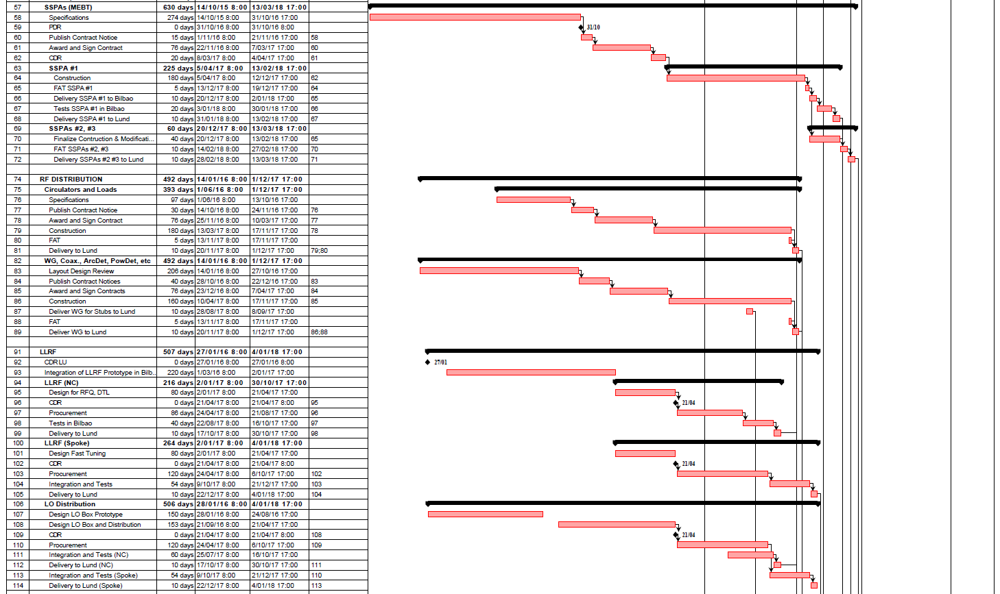 57 SSPAs (MEBT) 630 days 14/10/15 8:00 13/03/18 17:00
58 Specifications 274 days 14/10/15 8:00 31/10/16 8:00
59 PDR 0 days 31/10/16 8:00 31/10/16 8:00 31/10
60 Publish Contract Notice 15 days 1/11/16 8:00 21/11/16 17:00 58
61 Award and Sign Contract 76 days 22/11/16 8:00 7/03/17 17:00 60
62 CDR 20 days 8/03/17 8:00 4/04/17 17:00 61
63 SSPA #1 225 days 5/04/17 8:00 13/02/18 17:00
64 Construction 180 days 5/04/17 8:00 12/12/17 17:00 62
65 FAT SSPA #1 5 days 13/12/17 8:00 19/12/17 17:00 64
66 Delivery SSPA #1 to Bilbao 10 days 20/12/17 8:00 2/01/18 17:00 65
67 Tests SSPA #1 in Bilbao 20 days 3/01/18 8:00 30/01/18 17:00 66
68 Delivery SSPA #1 to Lund 10 days 31/01/18 8:00 13/02/18 17:00 67
69 SSPAs #2, #3 60 days 20/12/17 8:00 13/03/18 17:00
70 Finalize Contruction & Modificati... 40 days 20/12/17 8:00 13/02/18 17:00 65
71 FAT SSPAs #2, #3 10 days 14/02/18 8:00 27/02/18 17:00 70
72 Delivery SSPAs #2 #3 to Lund 10 days 28/02/18 8:00 13/03/18 17:00 71
74 RF DISTRIBUTION 492 days 14/01/16 8:00 1/12/17 17:00
75 Circulators and Loads 393 days 1/06/16 8:00 1/12/17 17:00
76 Specifications 97 days 1/06/16 8:00 13/10/16 17:00
77 Publish Contract Notice 30 days 14/10/16 8:00 24/11/16 17:00 76
78 Award and Sign Contract 76 days 25/11/16 8:00 10/03/17 17:00 77
79 Construction 180 days 13/03/17 8:00 17/11/17 17:00 78
80 FAT 5 days 13/11/17 8:00 17/11/17 17:00
81 Delivery to Lund 10 days 20/11/17 8:00 1/12/17 17:00 79;80
82 WG, Coax., ArcDet, PowDet, etc 492 days 14/01/16 8:00 1/12/17 17:00
83 Layout Design Review 206 days 14/01/16 8:00 27/10/16 17:00
84 Publish Contract Notices 40 days 28/10/16 8:00 22/12/16 17:00 83
85 Award and Sign Contracts 76 days 23/12/16 8:00 7/04/17 17:00 84
86 Construction 160 days 10/04/17 8:00 17/11/17 17:00 85
87 Deliver WG for Stubs to Lund 10 days 28/08/17 8:00 8/09/17 17:00
88 FAT 5 days 13/11/17 8:00 17/11/17 17:00
89 Deliver WG to Lund 10 days 20/11/17 8:00 1/12/17 17:00 86;88
91 LLRF 507 days 27/01/16 8:00 4/01/18 17:00
92 CDR LU 0 days 27/01/16 8:00 27/01/16 8:00 27/01
93 Integration of LLRF Prototype in Bilb... 220 days 1/03/16 8:00 2/01/17 17:00
94 LLRF (NC) 216 days 2/01/17 8:00 30/10/17 17:00
95 Design for RFQ, DTL 80 days 2/01/17 8:00 21/04/17 17:00
96 CDR 0 days 21/04/17 8:00 21/04/17 8:00 95 21/04
97 Procurement 86 days 24/04/17 8:00 21/08/17 17:00 96
98 Tests in Bilbao 40 days 22/08/17 8:00 16/10/17 17:00 97
99 Delivery to Lund 10 days 17/10/17 8:00 30/10/17 17:00 98
100 LLRF (Spoke) 264 days 2/01/17 8:00 4/01/18 17:00
101 Design Fast Tuning 80 days 2/01/17 8:00 21/04/17 17:00
102 CDR 0 days 21/04/17 8:00 21/04/17 8:00 21/04
103 Procurement 120 days 24/04/17 8:00 6/10/17 17:00 102
104 Integration and Tests 54 days 9/10/17 8:00 21/12/17 17:00 103
105 Delivery to Lund 10 days 22/12/17 8:00 4/01/18 17:00 104
106 LO Distribution 506 days 28/01/16 8:00 4/01/18 17:00
107 Design LO Box Prototype 150 days 28/01/16 8:00 24/08/16 17:00
108 Design LO Box and Distribution 153 days 21/09/16 8:00 21/04/17 17:00
109 CDR 0 days 21/04/17 8:00 21/04/17 8:00 108 21/04
110 Procurement 120 days 24/04/17 8:00 6/10/17 17:00 109
111 Integration and Tests (NC) 60 days 25/07/17 8:00 16/10/17 17:00
112 Delivery to Lund (NC) 10 days 17/10/17 8:00 30/10/17 17:00 111
113 Integration and Tests (Spoke) 54 days 9/10/17 8:00 21/12/17 17:00 110
114 Delivery to Lund (Spoke) 10 days 22/12/17 8:00 4/01/18 17:00 113